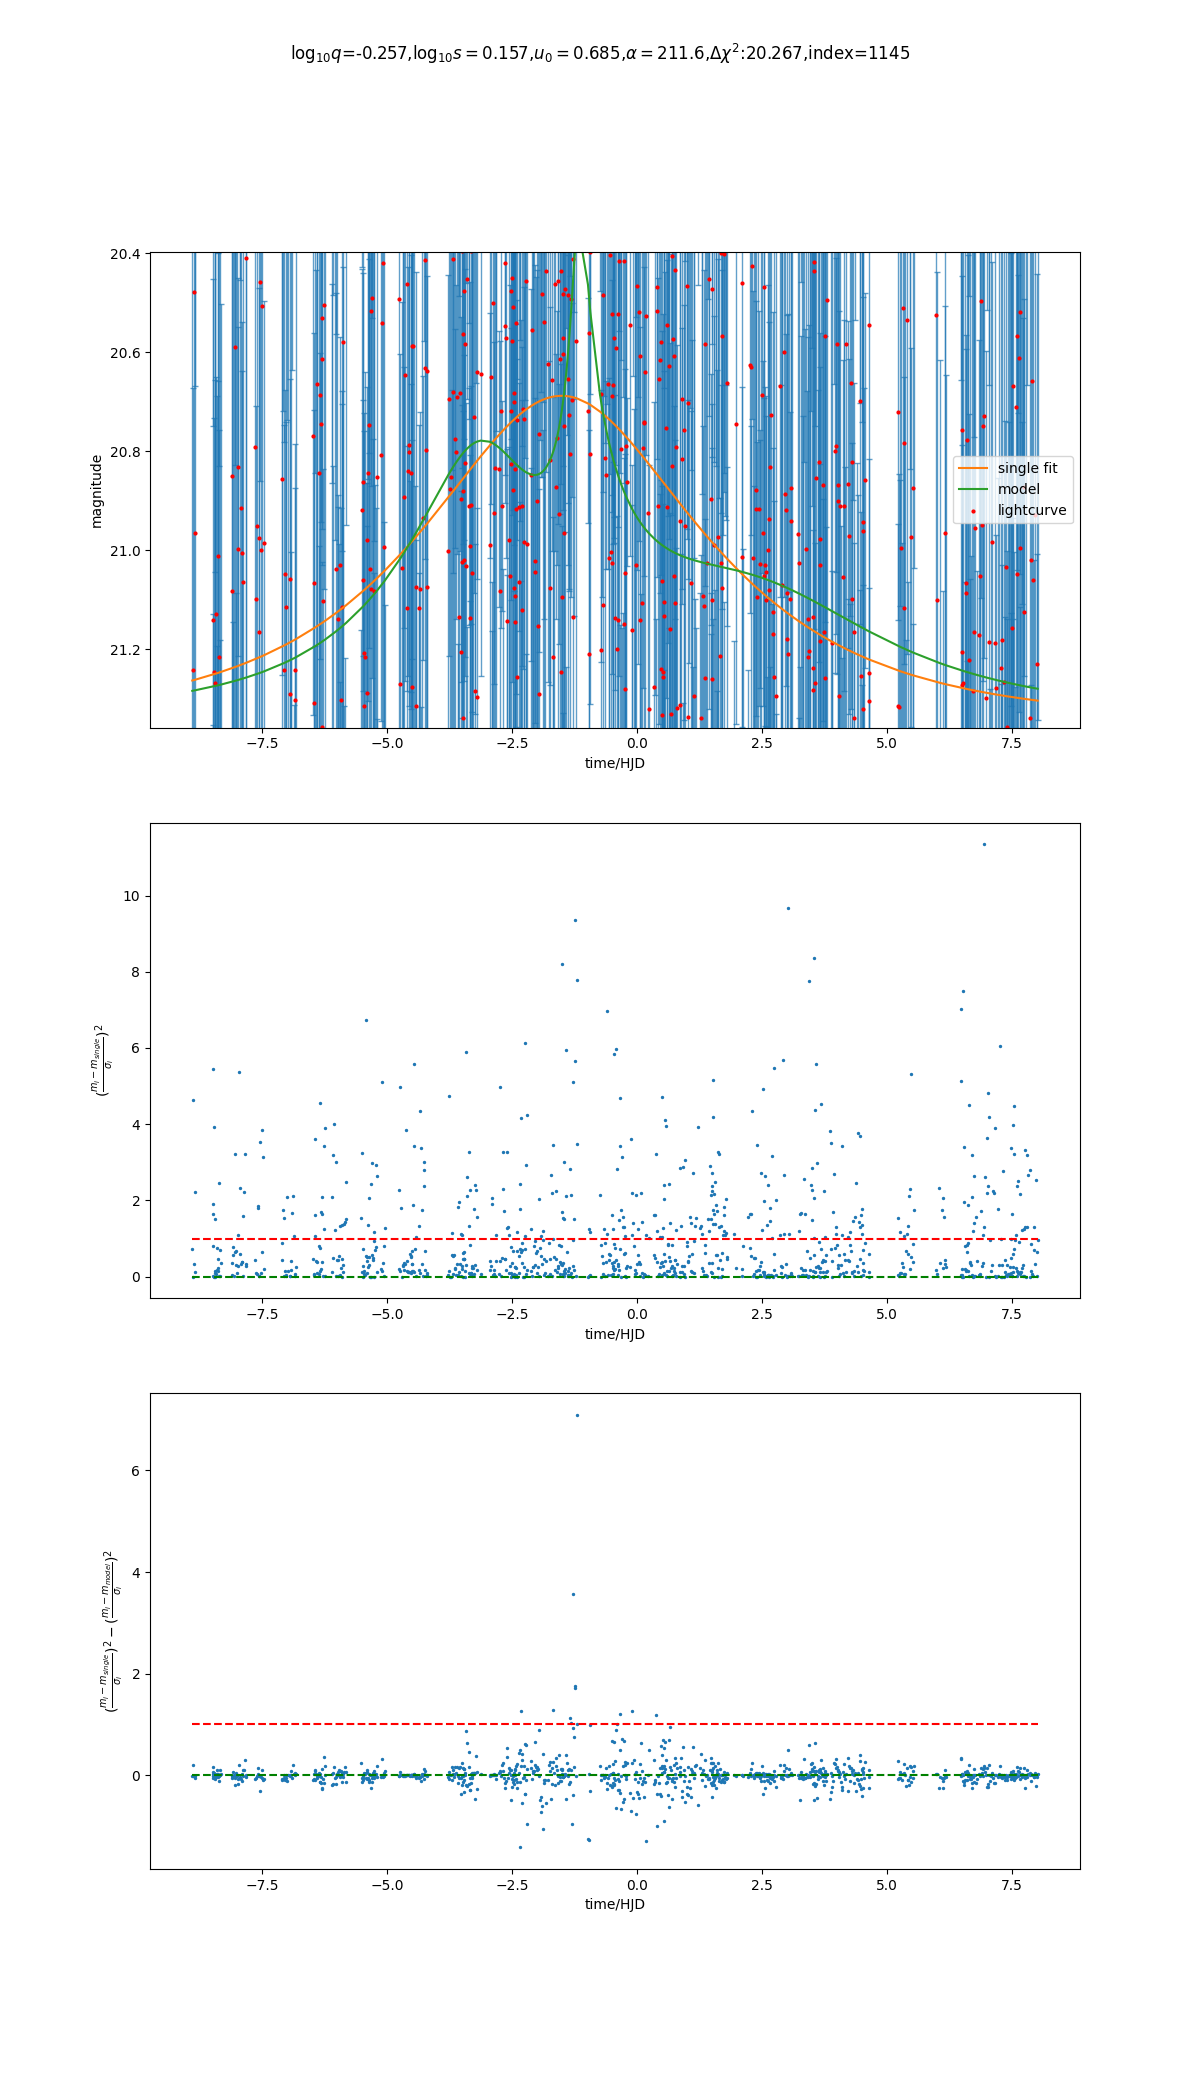 log₁₀q=-0.257,log₁₀s = 0.157,u₀ = 0.685,α = 211.6,Δχ²:20.267,index=1145
20.4
20.6
20.8
21.0
21.2
magnitude
single fit
model
lightcurve
−7.5 −5.0 −2.5 0.0 2.5 5.0 7.5
time/HJD
10
8
6
4
2
0
((mᵢ − m_single)/σᵢ)²
−7.5 −5.0 −2.5 0.0 2.5 5.0 7.5
time/HJD
6
4
2
0
((mᵢ − m_single)/σᵢ)² − ((mᵢ − m_model)/σᵢ)²
−7.5 −5.0 −2.5 0.0 2.5 5.0 7.5
time/HJD